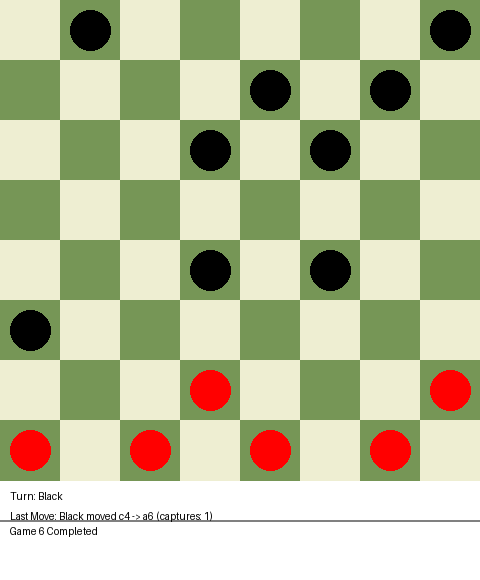 Turn: Black
Last Move: Black moved c4 -> a6 (captures: 1)
Game 6 Completed